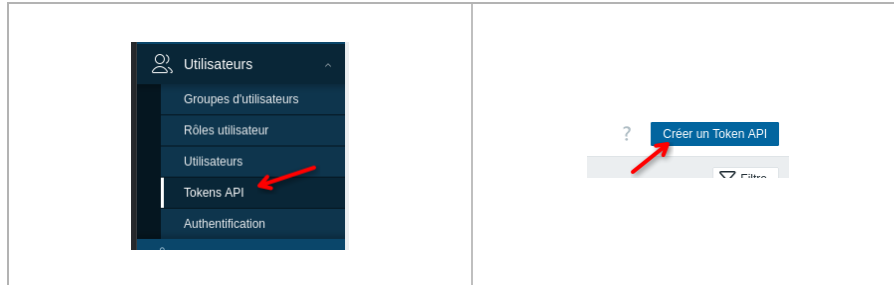 Utilisateurs
Groupes d'utilisateurs
Rôles utilisateur
Utilisateurs
Tokens API
Authentification
? Créer un Token API
Filtre